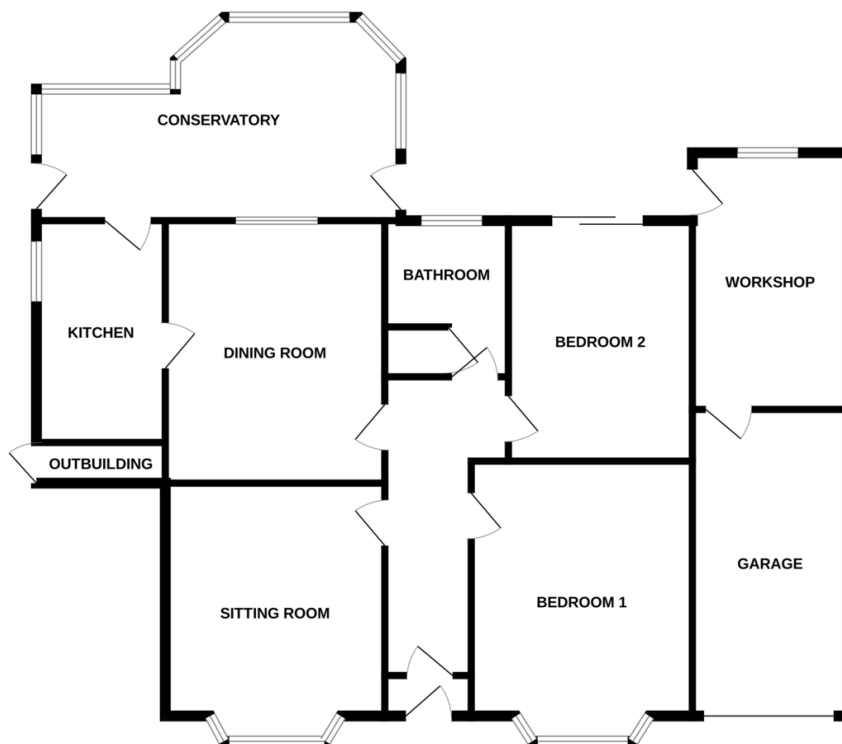 CONSERVATORY
BATHROOM
WORKSHOP
KITCHEN
DINING ROOM
BEDROOM 2
OUTBUILDING
GARAGE
SITTING ROOM
BEDROOM 1